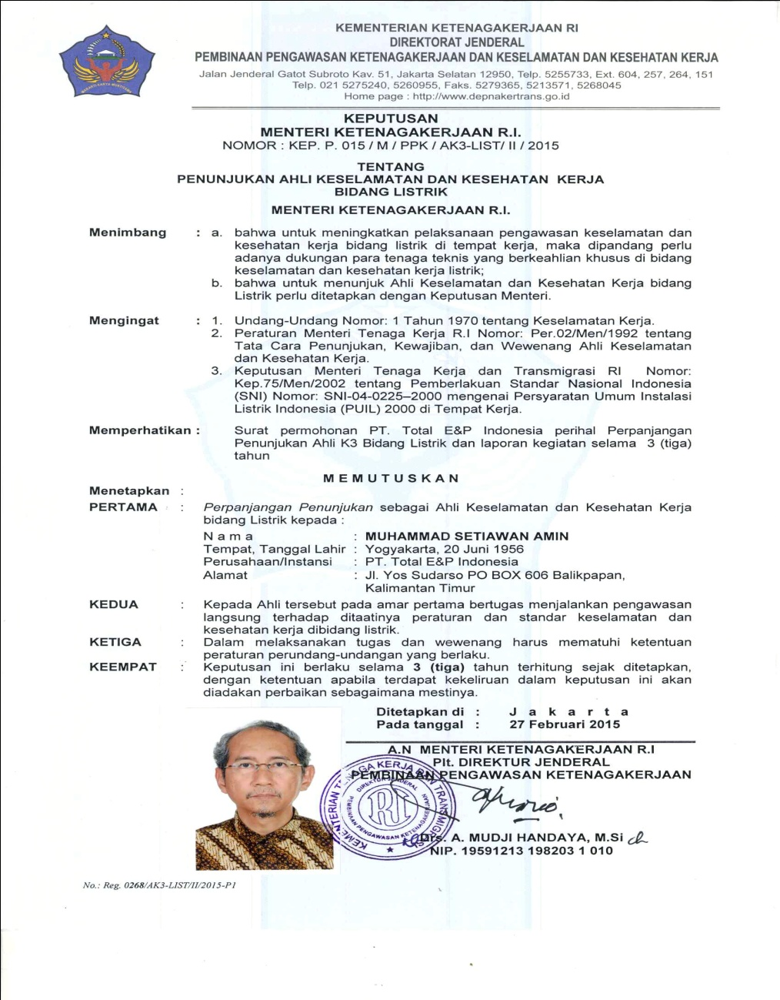 KEMENTERIAN KETENAGAKERJAAN RI
DIREKTORAT JENDERAL
PEMBINAAN PENGAWASAN KETENAGAKERJAAN DAN KESELAMATAN DAN KESEHATAN KERJA
Jalan Jenderal Gatot Subroto Kav. 51, Jakarta Selatan 12950, Telp. 5255733, Ext. 604, 257, 264, 151
Telp. 021 5275240, 5260955, Faks. 5279365, 5213571, 5268045
Home page : http://www.depnakertrans.go.id
KEPUTUSAN
MENTERI KETENAGAKERJAAN R.I.
NOMOR : KEP. P. 015 / M / PPK / AK3-LIST/ II / 2015
TENTANG
PENUNJUKAN AHLI KESELAMATAN DAN KESEHATAN KERJA
BIDANG LISTRIK
MENTERI KETENAGAKERJAAN R.I.
Menimbang : a. bahwa untuk meningkatkan pelaksanaan pengawasan keselamatan dan
kesehatan kerja bidang listrik di tempat kerja, maka dipandang perlu
adanya dukungan para tenaga teknis yang berkeahlian khusus di bidang
keselamatan dan kesehatan kerja listrik;
b. bahwa untuk menunjuk Ahli Keselamatan dan Kesehatan Kerja bidang
Listrik perlu ditetapkan dengan Keputusan Menteri.
Mengingat : 1. Undang-Undang Nomor: 1 Tahun 1970 tentang Keselamatan Kerja.
2. Peraturan Menteri Tenaga Kerja R.I Nomor: Per.02/Men/1992 tentang
Tata Cara Penunjukan, Kewajiban, dan Wewenang Ahli Keselamatan
dan Kesehatan Kerja.
3. Keputusan Menteri Tenaga Kerja dan Transmigrasi RI Nomor:
Kep.75/Men/2002 tentang Pemberlakuan Standar Nasional Indonesia
(SNI) Nomor: SNI-04-0225–2000 mengenai Persyaratan Umum Instalasi
Listrik Indonesia (PUIL) 2000 di Tempat Kerja.
Memperhatikan : Surat permohonan PT. Total E&P Indonesia perihal Perpanjangan
Penunjukan Ahli K3 Bidang Listrik dan laporan kegiatan selama 3 (tiga)
tahun
M E M U T U S K A N
Menetapkan :
PERTAMA : Perpanjangan Penunjukan sebagai Ahli Keselamatan dan Kesehatan Kerja
bidang Listrik kepada :
N a m a : MUHAMMAD SETIAWAN AMIN
Tempat, Tanggal Lahir : Yogyakarta, 20 Juni 1956
Perusahaan/Instansi : PT. Total E&P Indonesia
Alamat : Jl. Yos Sudarso PO BOX 606 Balikpapan,
Kalimantan Timur
KEDUA : Kepada Ahli tersebut pada amar pertama bertugas menjalankan pengawasan
langsung terhadap ditaatinya peraturan dan standar keselamatan dan
kesehatan kerja dibidang listrik.
KETIGA : Dalam melaksanakan tugas dan wewenang harus mematuhi ketentuan
peraturan perundang-undangan yang berlaku.
KEEMPAT : Keputusan ini berlaku selama 3 (tiga) tahun terhitung sejak ditetapkan,
dengan ketentuan apabila terdapat kekeliruan dalam keputusan ini akan
diadakan perbaikan sebagaimana mestinya.
Ditetapkan di : J a k a r t a
Pada tanggal : 27 Februari 2015
A.N MENTERI KETENAGAKERJAAN R.I
Plt. DIREKTUR JENDERAL
PEMBINAAN PENGAWASAN KETENAGAKERJAAN
KEMENTERIAN TENAGA KERJA DAN TRANSMIGRASI
DIREKTUR JENDERAL
PEMBINAAN PENGAWASAN KETENAGAKERJAAN
RI
Drs. A. MUDJI HANDAYA, M.Si
NIP. 19591213 198203 1 010
No.: Reg. 0268/AK3-LIST/II/2015-P1